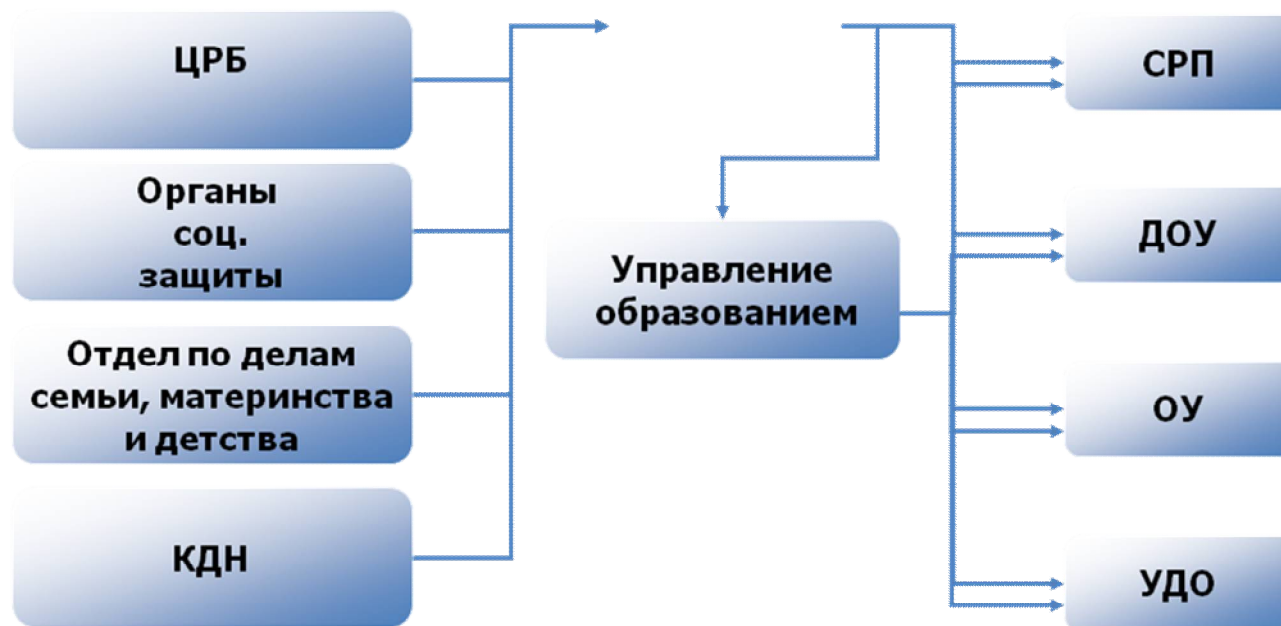 ЦРБ
Органы
соц.
защиты
Отдел по делам
семьи, материнства
и детства
КДН
Управление
образованием
СРП
ДОУ
ОУ
УДО